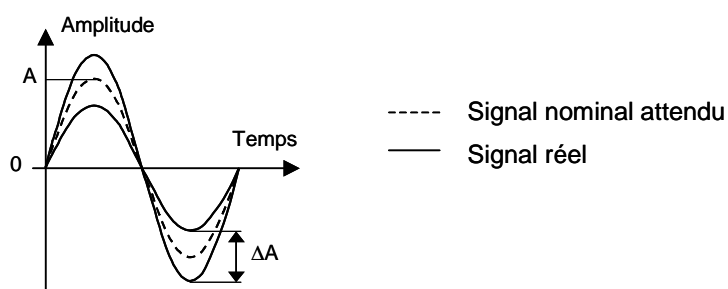 Amplitude
A
Signal nominal attendu
Temps
Signal réel
0
ΔA